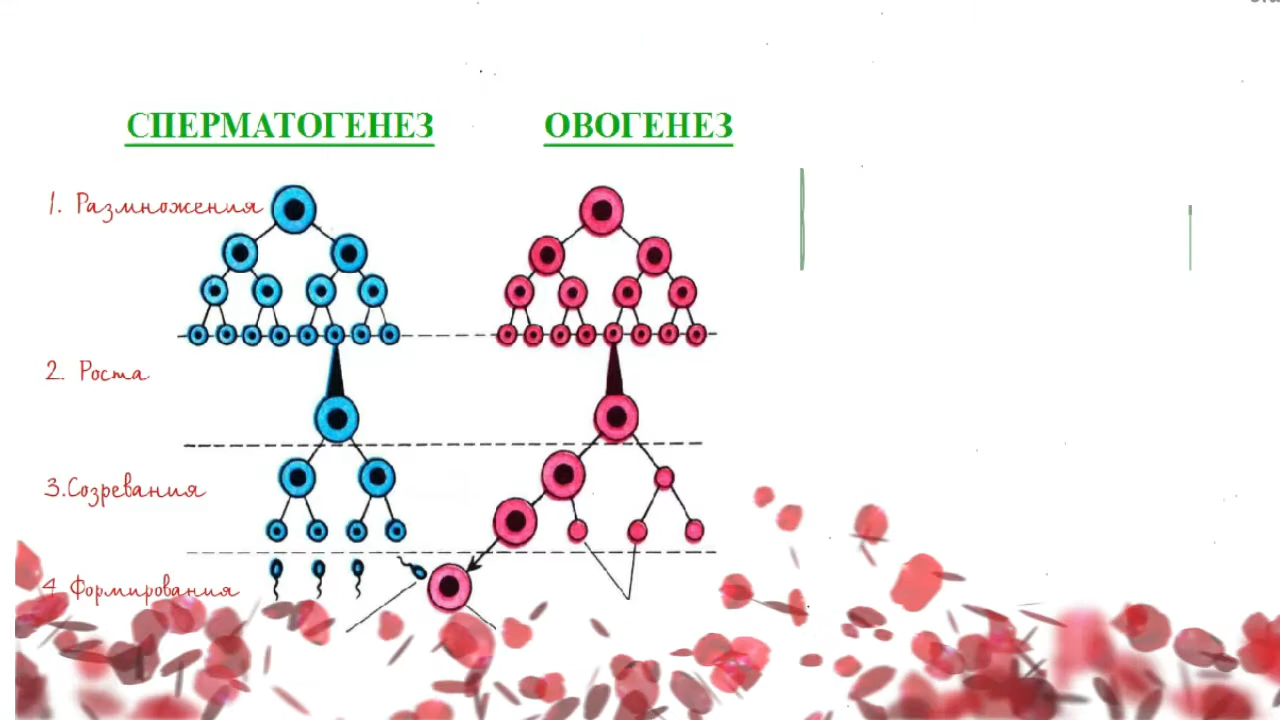 СПЕРМАТОГЕНЕЗ ОВОГЕНЕЗ
1. Размножения
2. Роста
3.Созревания
4 Формирования